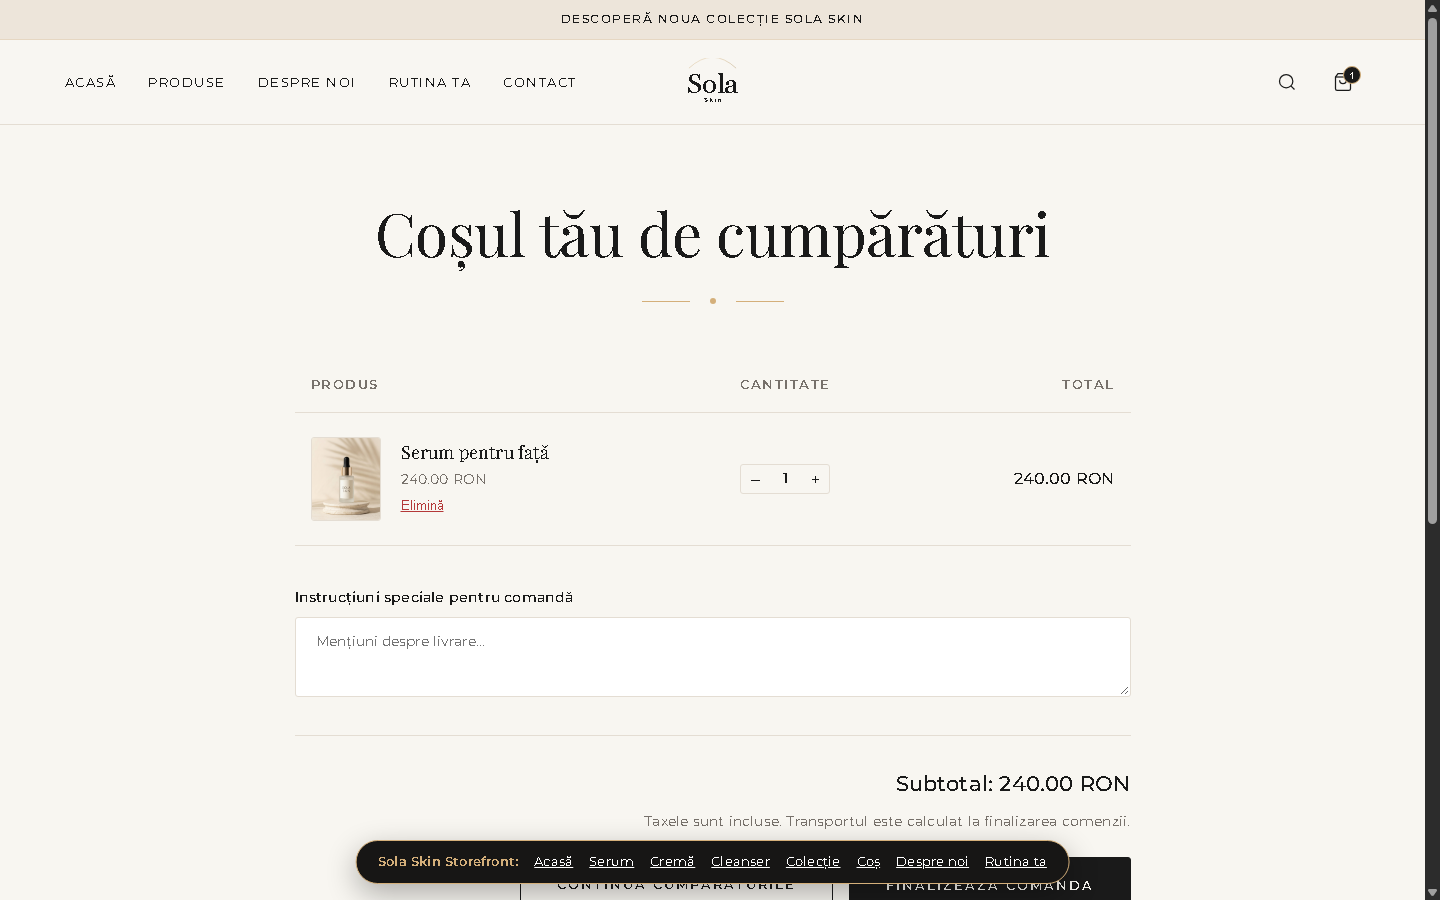 DESCOPERĂ NOUA COLECȚIE SOLA SKIN
ACASĂ PRODUSE DESPRE NOI RUTINA TA CONTACT
Sola
Skin
1
Coșul tău de cumpărături
PRODUS CANTITATE TOTAL
Serum pentru față
240.00 RON
Elimină
– 1 +
240.00 RON
Instrucțiuni speciale pentru comandă
Mențiuni despre livrare...
Subtotal: 240.00 RON
Taxele sunt incluse. Transportul este calculat la finalizarea comenzii.
Sola Skin Storefront: Acasă Serum Cremă Cleanser Colecție Coș Despre noi Rutina ta
CONTINUĂ CUMPĂRĂTURILE FINALIZEAZĂ COMANDA